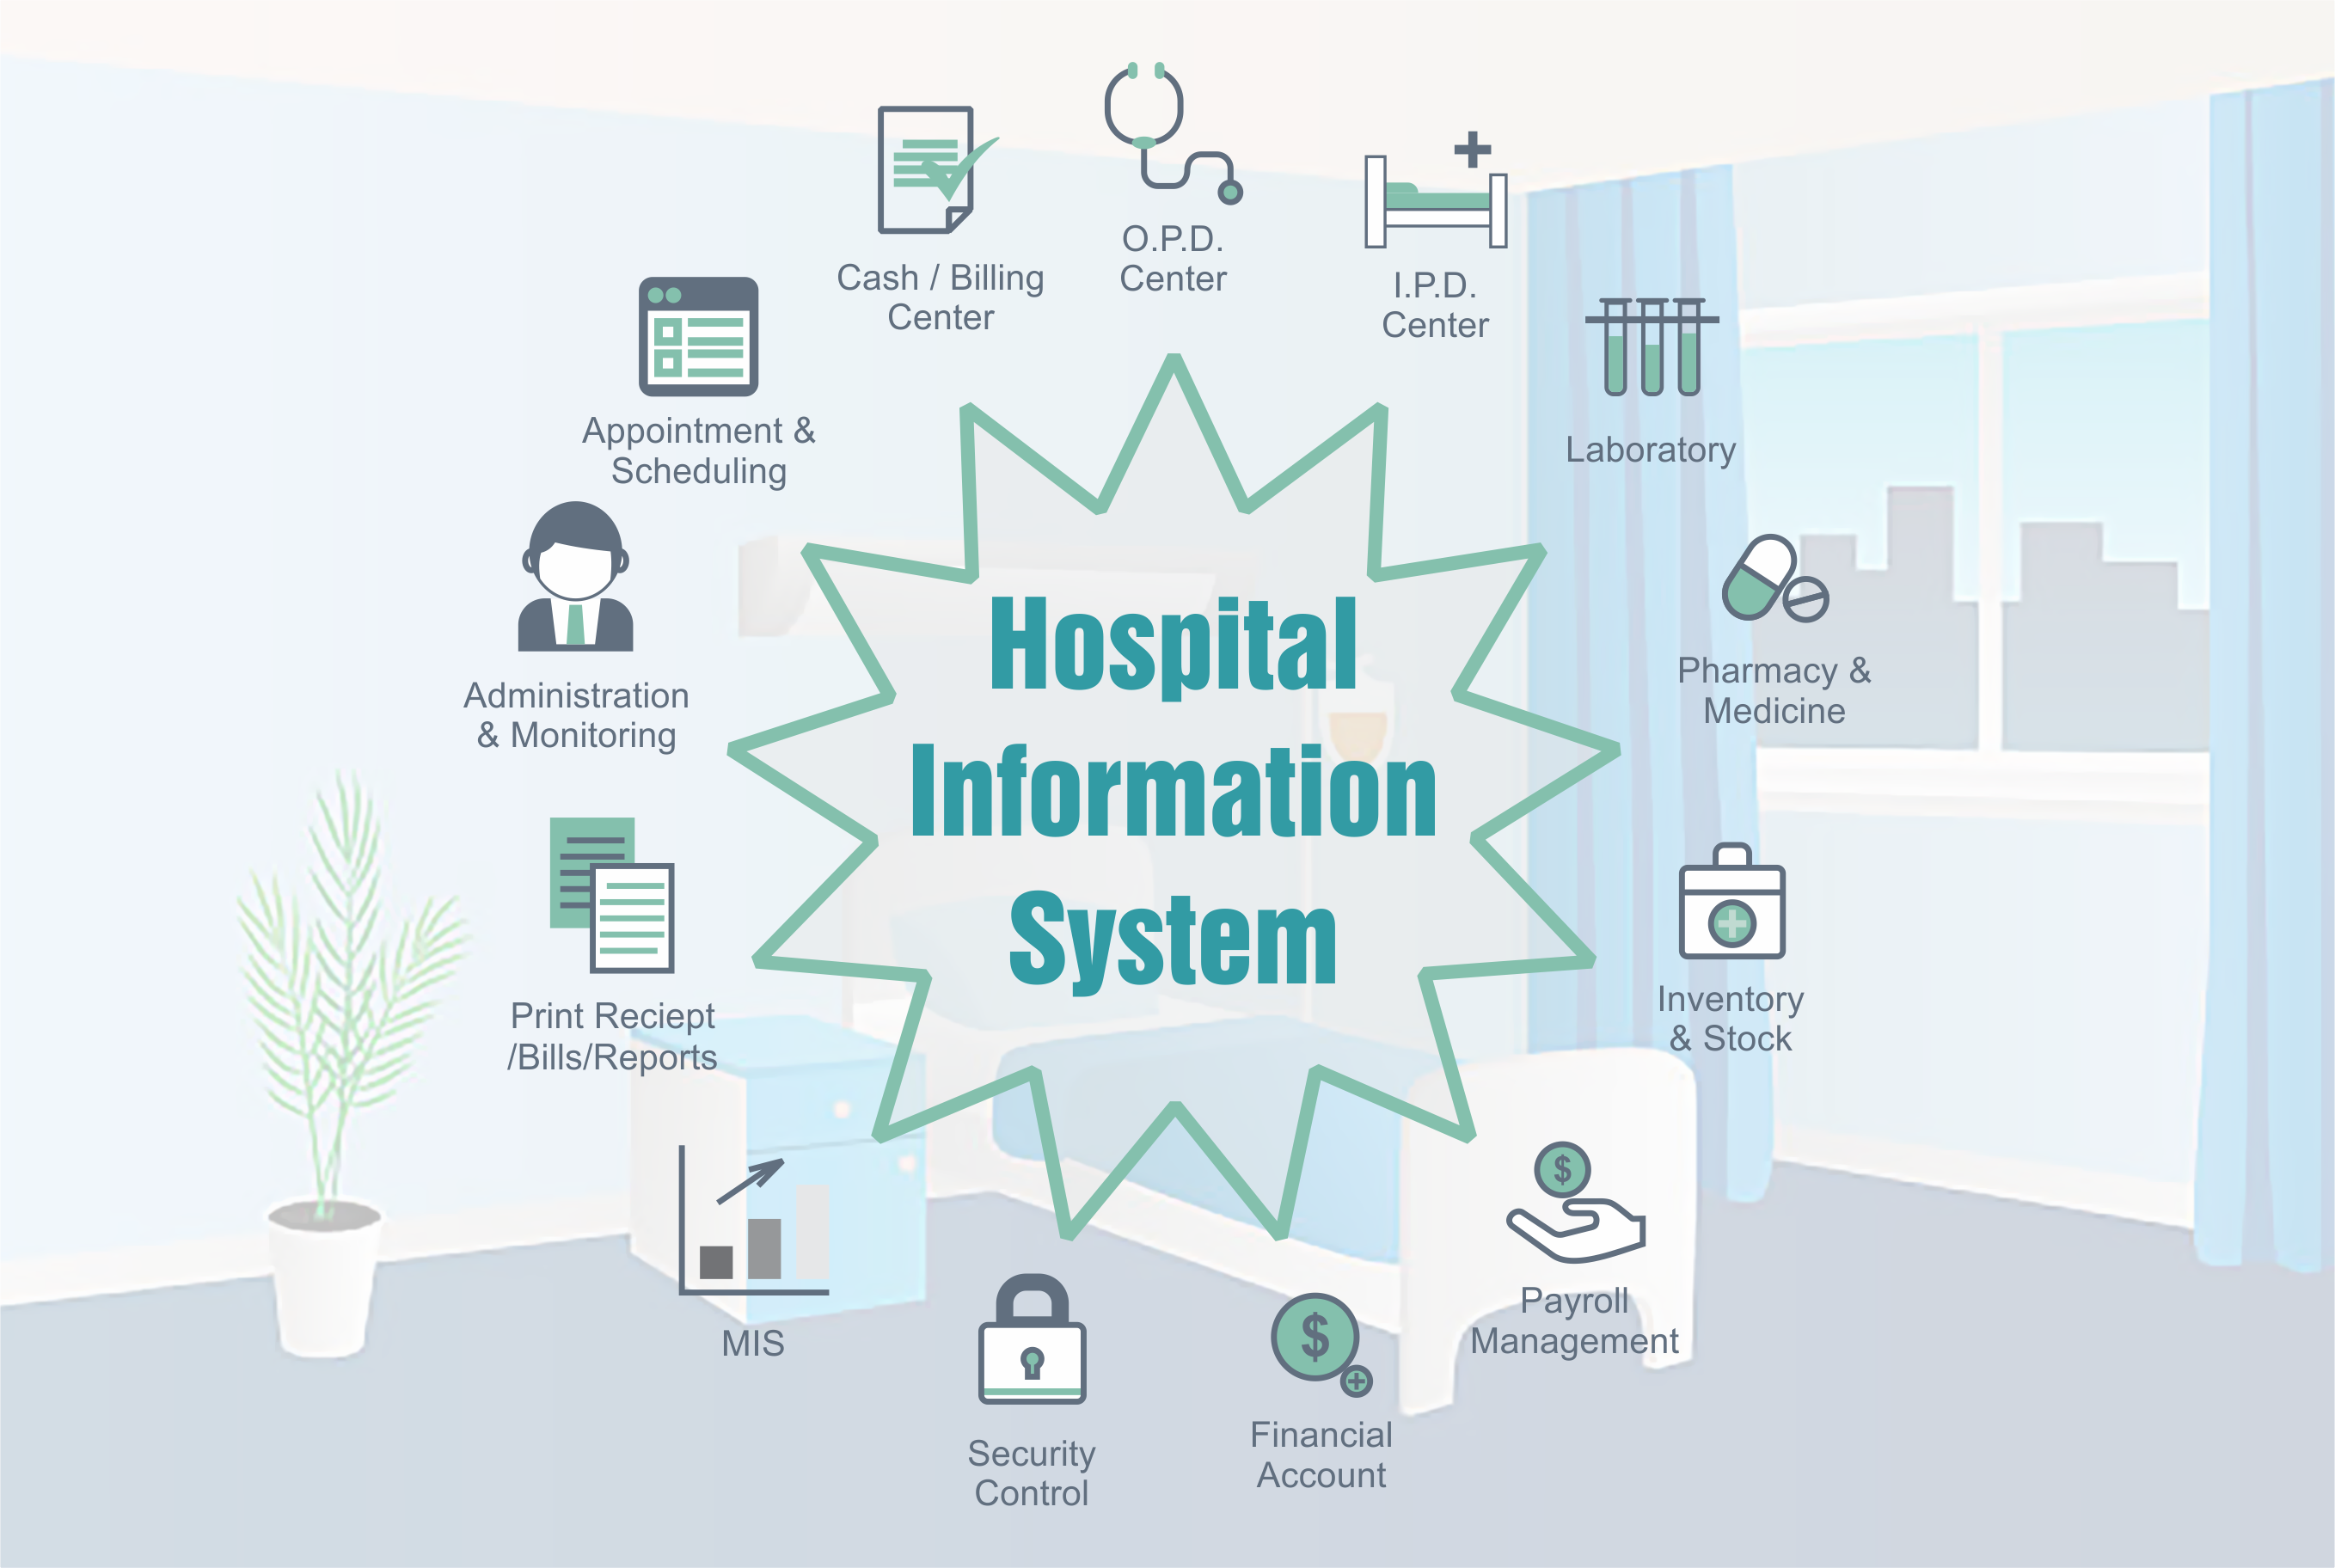 O.P.D.
Center
Cash / Billing
Center
I.P.D.
Center
Appointment &
Scheduling
Laboratory
Administration
& Monitoring
Pharmacy &
Medicine
Hospital
Information
System
Print Reciept
/Bills/Reports
Inventory
& Stock
MIS
Payroll
Management
$
Security
Control
$
Financial
Account